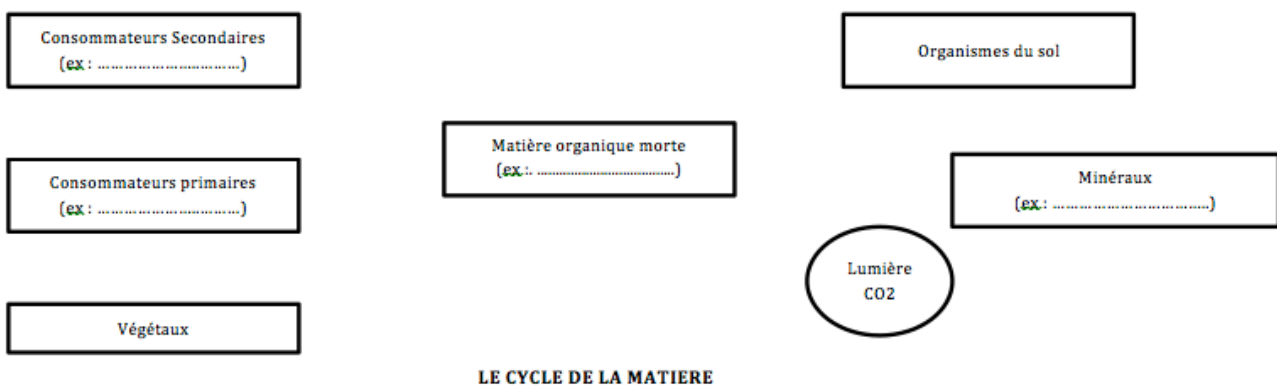 Consommateurs Secondaires
(ex : ……………………………)
Organismes du sol
Matière organique morte
(ex :. ………………………………)
Consommateurs primaires
(ex : ……………………………)
Minéraux
(ex : ………………………………..)
Lumière
CO2
Végétaux
LE CYCLE DE LA MATIERE